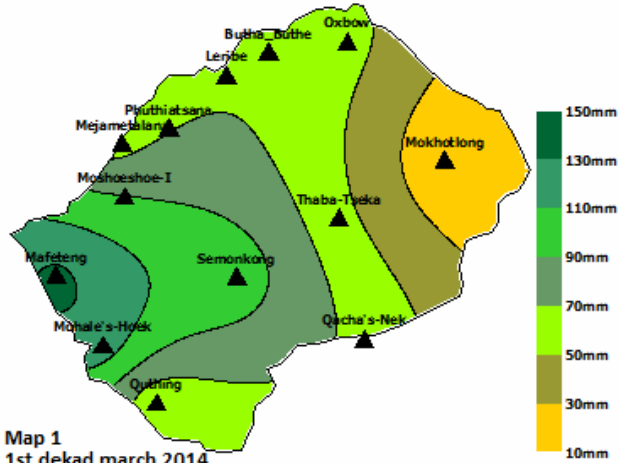 Oxbow
Butha_Buthe
Leribe
Phuthiatsana
Mejametalana
Mokhotlong
Moshoeshoe-I
Thaba-Tseka
Mafeteng
Semonkong
Qacha's-Nek
Mohale's-Hoek
Quthing
150mm
130mm
110mm
90mm
70mm
50mm
30mm
10mm
Map 1
1st dekad march 2014